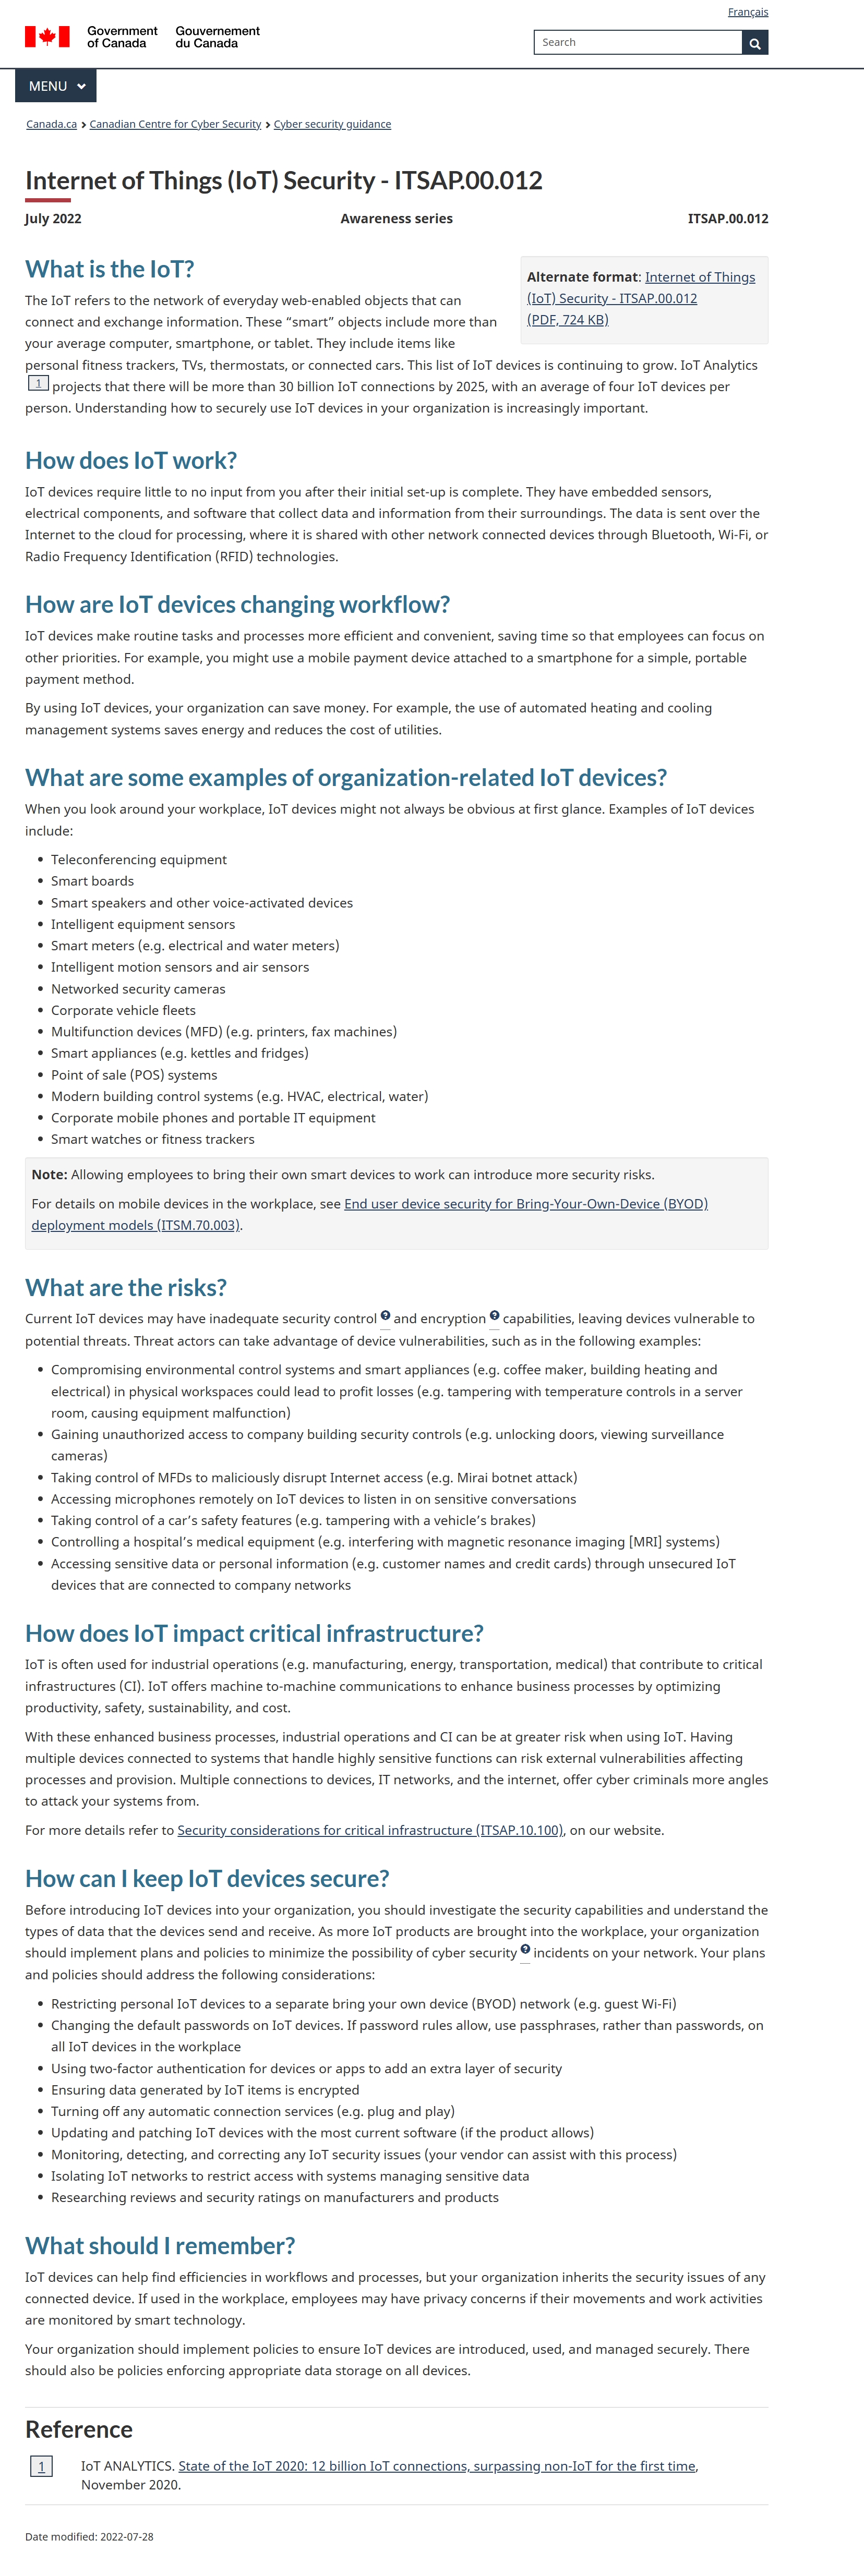 Français
Government of Canada
Gouvernement du Canada
Search
MENU
Canada.ca
Canadian Centre for Cyber Security
Cyber security guidance
Internet of Things (IoT) Security - ITSAP.00.012
July 2022
Awareness series
ITSAP.00.012
What is the IoT?
Alternate format: Internet of Things
(IoT) Security - ITSAP.00.012
(PDF, 724 KB)
The IoT refers to the network of everyday web-enabled objects that can
connect and exchange information. These “smart” objects include more than
your average computer, smartphone, or tablet. They include items like
personal fitness trackers, TVs, thermostats, or connected cars. This list of IoT devices is continuing to grow. IoT Analytics
1 projects that there will be more than 30 billion IoT connections by 2025, with an average of four IoT devices per
person. Understanding how to securely use IoT devices in your organization is increasingly important.
How does IoT work?
IoT devices require little to no input from you after their initial set-up is complete. They have embedded sensors,
electrical components, and software that collect data and information from their surroundings. The data is sent over the
Internet to the cloud for processing, where it is shared with other network connected devices through Bluetooth, Wi-Fi, or
Radio Frequency Identification (RFID) technologies.
How are IoT devices changing workflow?
IoT devices make routine tasks and processes more efficient and convenient, saving time so that employees can focus on
other priorities. For example, you might use a mobile payment device attached to a smartphone for a simple, portable
payment method.
By using IoT devices, your organization can save money. For example, the use of automated heating and cooling
management systems saves energy and reduces the cost of utilities.
What are some examples of organization-related IoT devices?
When you look around your workplace, IoT devices might not always be obvious at first glance. Examples of IoT devices
include:
Teleconferencing equipment
Smart boards
Smart speakers and other voice-activated devices
Intelligent equipment sensors
Smart meters (e.g. electrical and water meters)
Intelligent motion sensors and air sensors
Networked security cameras
Corporate vehicle fleets
Multifunction devices (MFD) (e.g. printers, fax machines)
Smart appliances (e.g. kettles and fridges)
Point of sale (POS) systems
Modern building control systems (e.g. HVAC, electrical, water)
Corporate mobile phones and portable IT equipment
Smart watches or fitness trackers
Note: Allowing employees to bring their own smart devices to work can introduce more security risks.
For details on mobile devices in the workplace, see End user device security for Bring-Your-Own-Device (BYOD)
deployment models (ITSM.70.003).
What are the risks?
Current IoT devices may have inadequate security control ? and encryption ? capabilities, leaving devices vulnerable to
potential threats. Threat actors can take advantage of device vulnerabilities, such as in the following examples:
Compromising environmental control systems and smart appliances (e.g. coffee maker, building heating and
electrical) in physical workspaces could lead to profit losses (e.g. tampering with temperature controls in a server
room, causing equipment malfunction)
Gaining unauthorized access to company building security controls (e.g. unlocking doors, viewing surveillance
cameras)
Taking control of MFDs to maliciously disrupt Internet access (e.g. Mirai botnet attack)
Accessing microphones remotely on IoT devices to listen in on sensitive conversations
Taking control of a car’s safety features (e.g. tampering with a vehicle’s brakes)
Controlling a hospital’s medical equipment (e.g. interfering with magnetic resonance imaging [MRI] systems)
Accessing sensitive data or personal information (e.g. customer names and credit cards) through unsecured IoT
devices that are connected to company networks
How does IoT impact critical infrastructure?
IoT is often used for industrial operations (e.g. manufacturing, energy, transportation, medical) that contribute to critical
infrastructures (CI). IoT offers machine to-machine communications to enhance business processes by optimizing
productivity, safety, sustainability, and cost.
With these enhanced business processes, industrial operations and CI can be at greater risk when using IoT. Having
multiple devices connected to systems that handle highly sensitive functions can risk external vulnerabilities affecting
processes and provision. Multiple connections to devices, IT networks, and the internet, offer cyber criminals more angles
to attack your systems from.
For more details refer to Security considerations for critical infrastructure (ITSAP.10.100), on our website.
How can I keep IoT devices secure?
Before introducing IoT devices into your organization, you should investigate the security capabilities and understand the
types of data that the devices send and receive. As more IoT products are brought into the workplace, your organization
should implement plans and policies to minimize the possibility of cyber security ? incidents on your network. Your plans
and policies should address the following considerations:
Restricting personal IoT devices to a separate bring your own device (BYOD) network (e.g. guest Wi-Fi)
Changing the default passwords on IoT devices. If password rules allow, use passphrases, rather than passwords, on
all IoT devices in the workplace
Using two-factor authentication for devices or apps to add an extra layer of security
Ensuring data generated by IoT items is encrypted
Turning off any automatic connection services (e.g. plug and play)
Updating and patching IoT devices with the most current software (if the product allows)
Monitoring, detecting, and correcting any IoT security issues (your vendor can assist with this process)
Isolating IoT networks to restrict access with systems managing sensitive data
Researching reviews and security ratings on manufacturers and products
What should I remember?
IoT devices can help find efficiencies in workflows and processes, but your organization inherits the security issues of any
connected device. If used in the workplace, employees may have privacy concerns if their movements and work activities
are monitored by smart technology.
Your organization should implement policies to ensure IoT devices are introduced, used, and managed securely. There
should also be policies enforcing appropriate data storage on all devices.
Reference
1 IoT ANALYTICS. State of the IoT 2020: 12 billion IoT connections, surpassing non-IoT for the first time,
November 2020.
Date modified: 2022-07-28